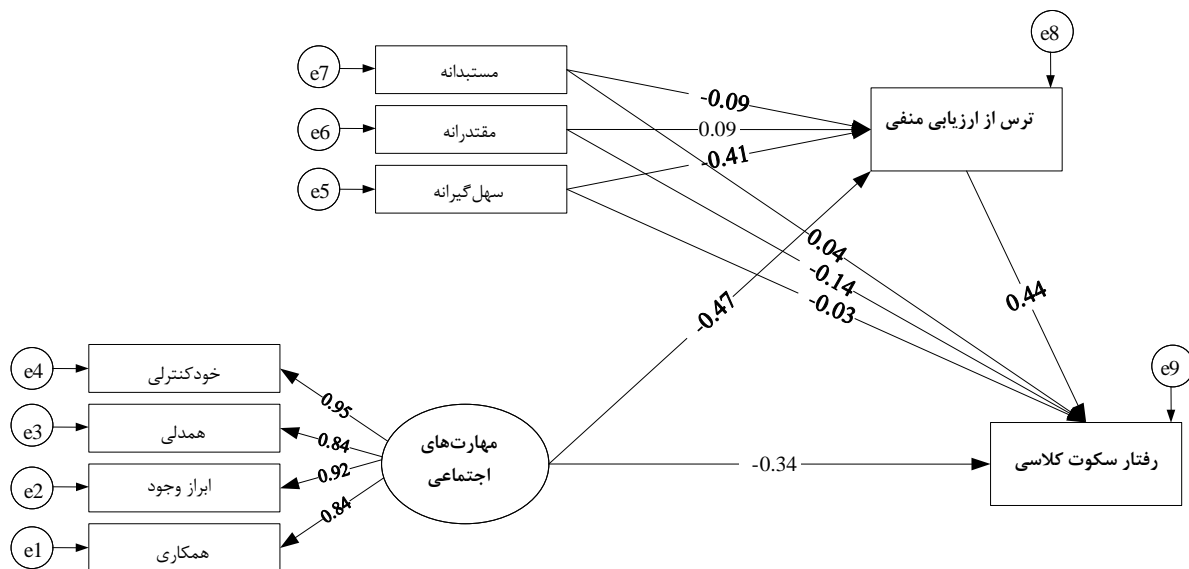 e8
e7
مستبدانه
-0.09
ترس از ارزیابی منفی
e6
مقتدرانه
0.09
-0.41
e5
سهل‌گیرانه
0.04
-0.14
-0.03
-0.47
0.44
e4
خودکنترلی
0.95
e9
e3
همدلی
0.84
مهارت‌های
اجتماعی
-0.34
رفتار سکوت کلاسی
0.92
e2
ابراز وجود
0.84
e1
همکاری